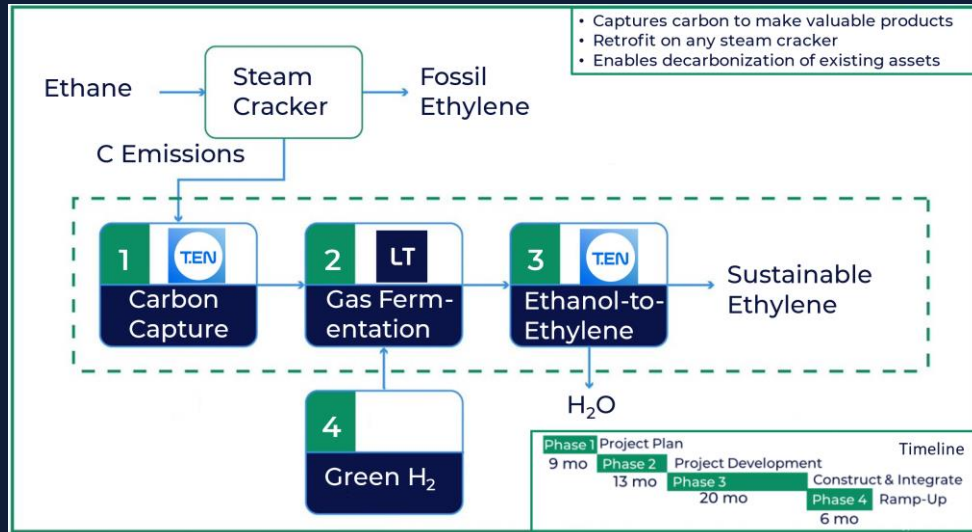 • Captures carbon to make valuable products
• Retrofit on any steam cracker
• Enables decarbonization of existing assets
Ethane
Steam
Cracker
Fossil
Ethylene
C Emissions
1
T.EN
Carbon
Capture
2
LT
Gas Ferm-
entation
3
T.EN
Ethanol-to-
Ethylene
Sustainable
Ethylene
4
Green H₂
H₂O
Timeline
Phase 1 Project Plan
9 mo
Phase 2 Project Development
13 mo
Phase 3 Construct & Integrate
20 mo
Phase 4 Ramp-Up
6 mo